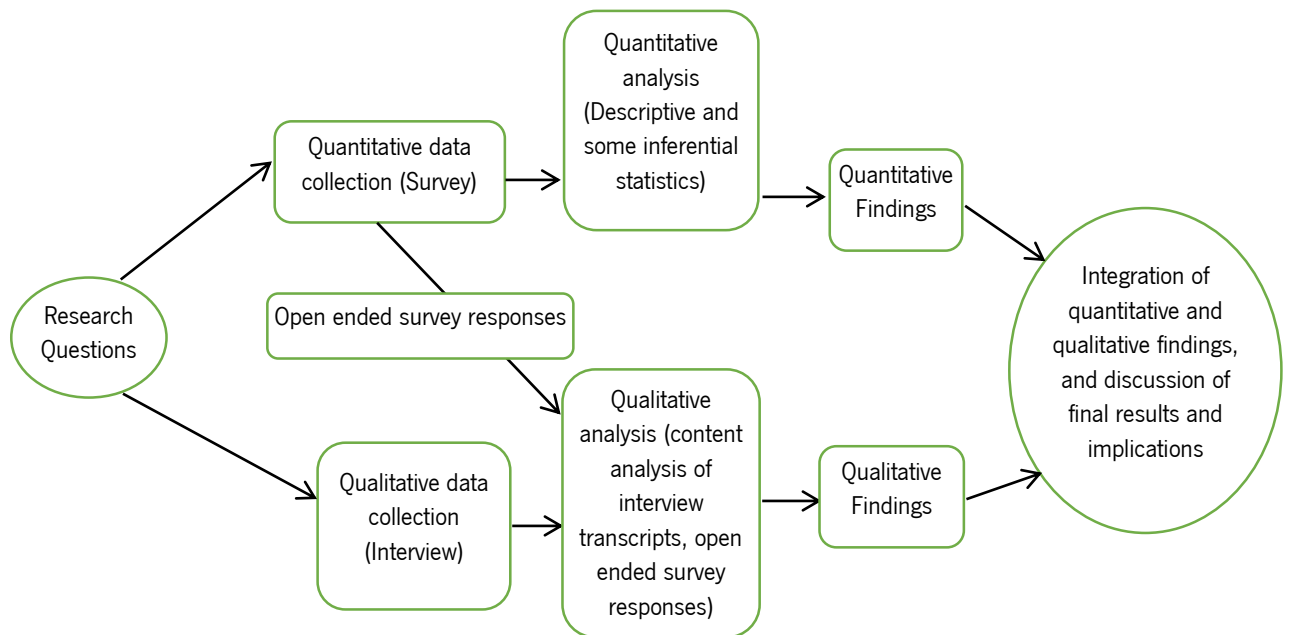 Research
Questions
Quantitative data
collection (Survey)
Open ended survey responses
Qualitative data
collection
(Interview)
Quantitative
analysis
(Descriptive and
some inferential
statistics)
Qualitative
analysis (content
analysis of
interview
transcripts, open
ended survey
responses)
Quantitative
Findings
Qualitative
Findings
Integration of
quantitative and
qualitative findings,
and discussion of
final results and
implications